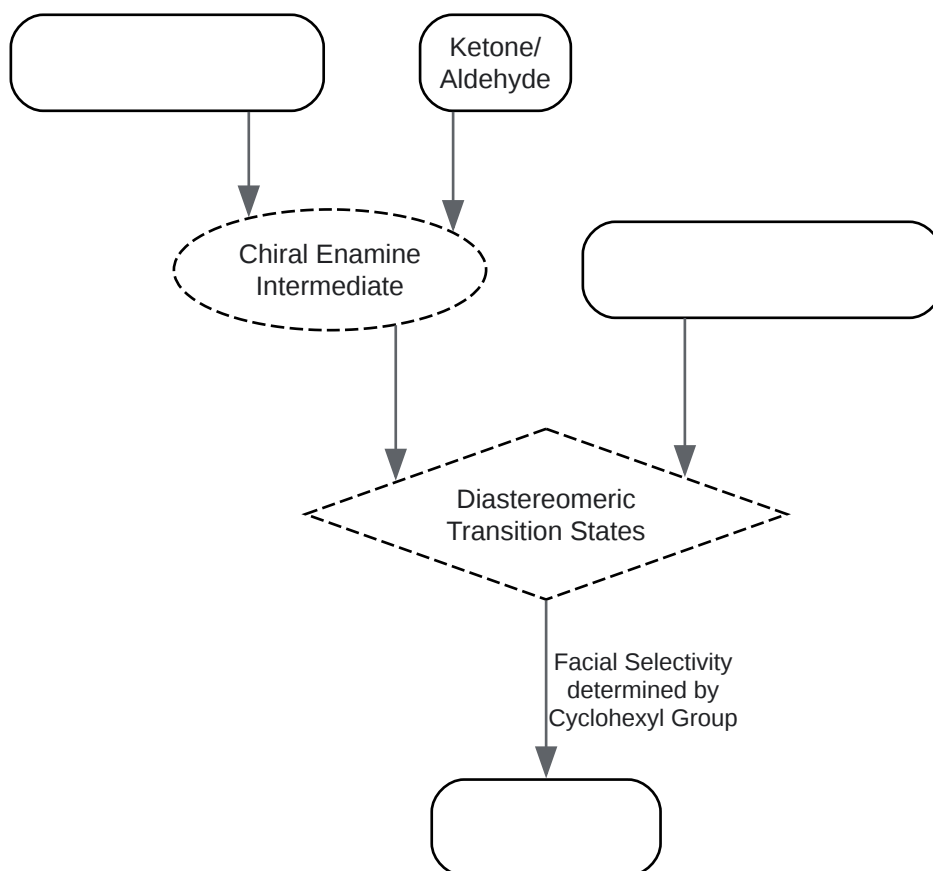 Ketone/
Aldehyde
Chiral Enamine
Intermediate
Diastereomeric
Transition States
Facial Selectivity
determined by
Cyclohexyl Group